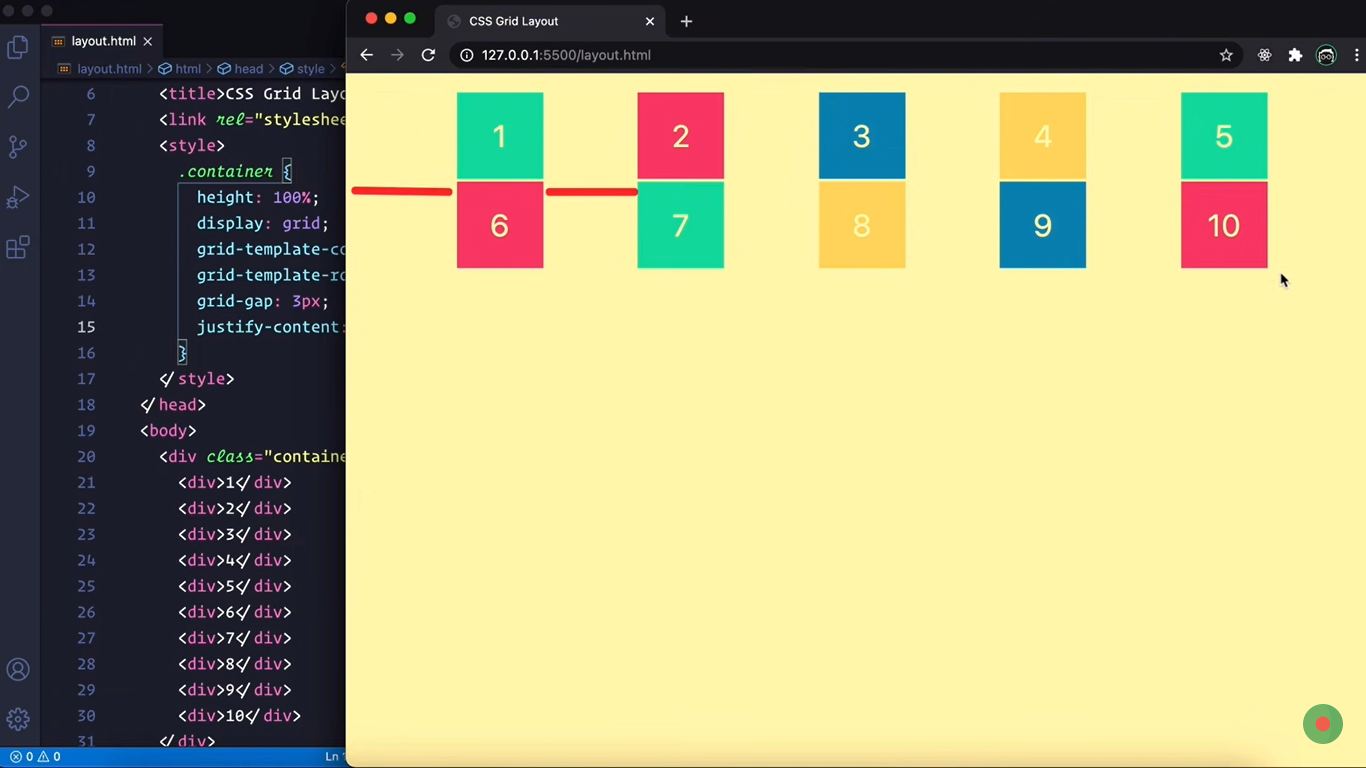 layout.html
CSS Grid Layout
layout.html > html > head > style >
127.0.0.1:5500/layout.html
6 <title>CSS Grid Layo
7 <link rel="styleshee
8 <style>
9 .container {
10 height: 100%;
11 display: grid;
12 grid-template-co
13 grid-template-ro
14 grid-gap: 3px;
15 justify-content:
16 }
17 </style>
18 </head>
19 <body>
20 <div class="containe
21 <div>1</div>
22 <div>2</div>
23 <div>3</div>
24 <div>4</div>
25 <div>5</div>
26 <div>6</div>
27 <div>7</div>
28 <div>8</div>
29 <div>9</div>
30 <div>10</div>
31 </div>
0 0
Ln 1
1 2 3 4 5
6 7 8 9 10